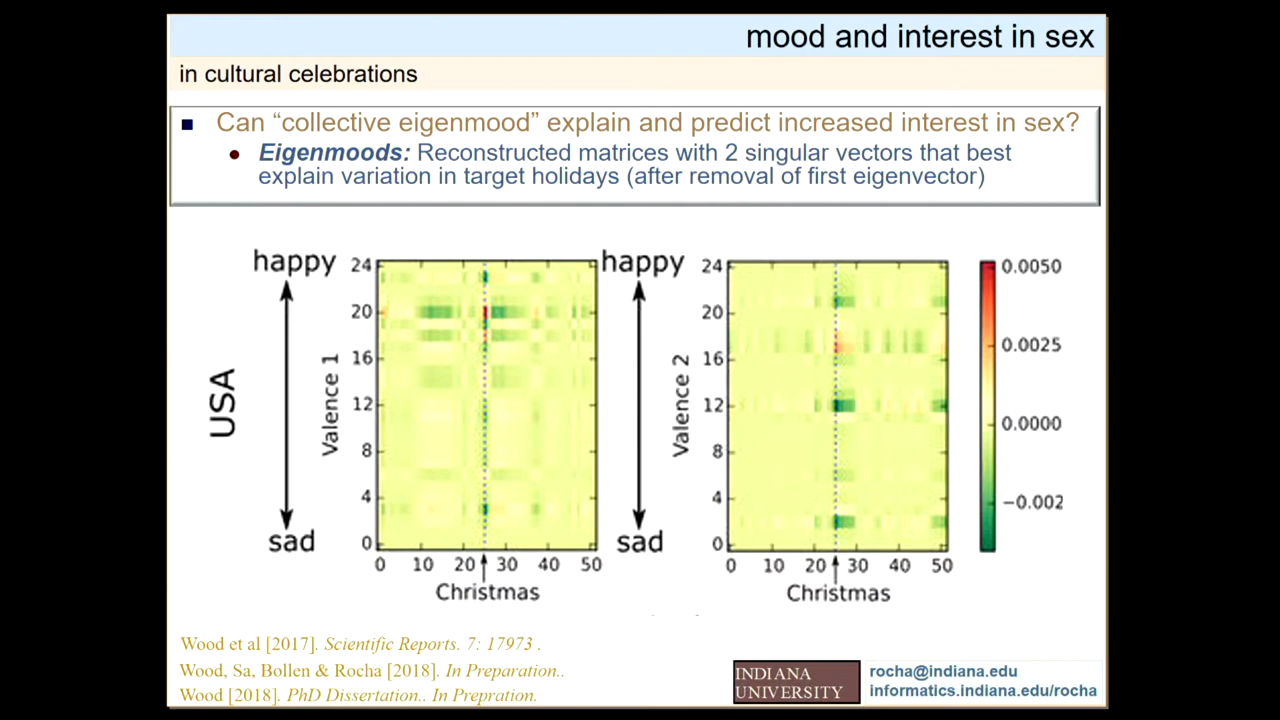 mood and interest in sex
in cultural celebrations
Can “collective eigenmood” explain and predict increased interest in sex?
Eigenmoods: Reconstructed matrices with 2 singular vectors that best
explain variation in target holidays (after removal of first eigenvector)
USA
happy
sad
Valence 1
24
20
16
12
8
4
0
0 10 20 30 40 50
Christmas
happy
sad
Valence 2
24
20
16
12
8
4
0
0 10 20 30 40 50
Christmas
0.0050
0.0025
0.0000
−0.002
Wood et al [2017]. Scientific Reports. 7: 17973 .
Wood, Sa, Bollen & Rocha [2018]. In Preparation..
Wood [2018]. PhD Dissertation.. In Prepration.
INDIANA
UNIVERSITY
rocha@indiana.edu
informatics.indiana.edu/rocha